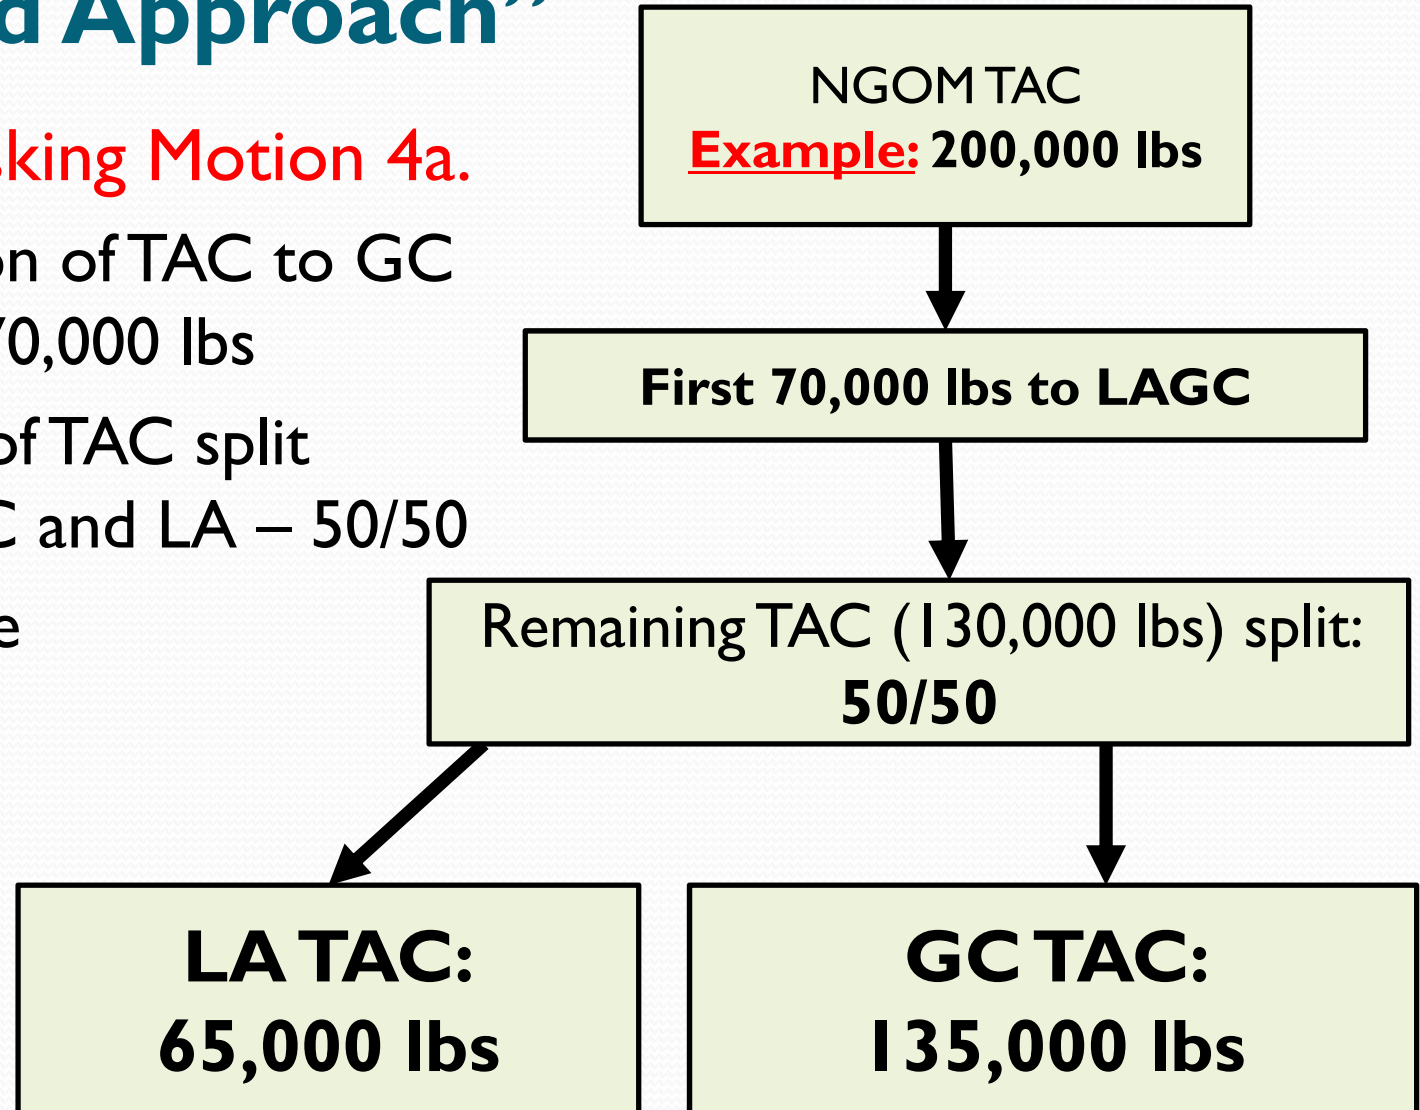 d Approach”
king Motion 4a.
on of TAC to GC
70,000 lbs
of TAC split
C and LA – 50/50
e
NGOM TAC
Example: 200,000 lbs
First 70,000 lbs to LAGC
Remaining TAC (130,000 lbs) split:
50/50
LA TAC:
65,000 lbs
GC TAC:
135,000 lbs